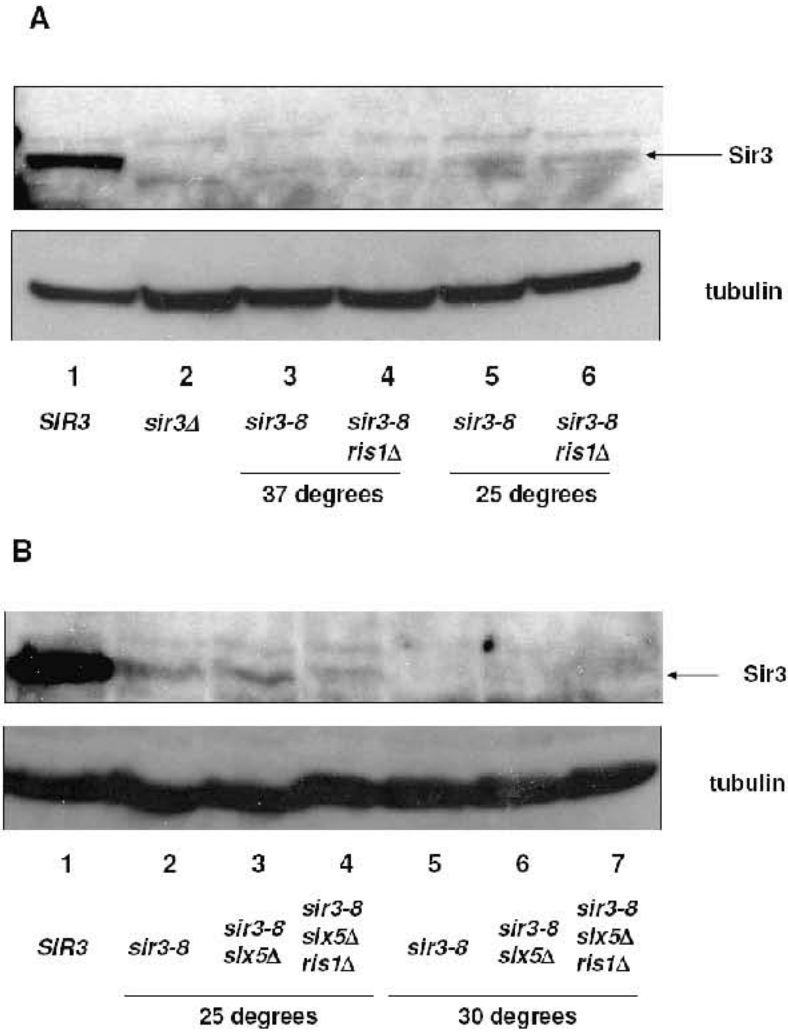 A
Sir3
tubulin
1 2 3 4 5 6
SIR3 sir3Δ sir3-8 sir3-8 ris1Δ sir3-8 sir3-8 ris1Δ
37 degrees 25 degrees
B
Sir3
tubulin
1 2 3 4 5 6 7
SIR3 sir3-8 sir3-8 slx5Δ sir3-8 slx5Δ ris1Δ sir3-8 sir3-8 slx5Δ sir3-8 slx5Δ ris1Δ
25 degrees 30 degrees